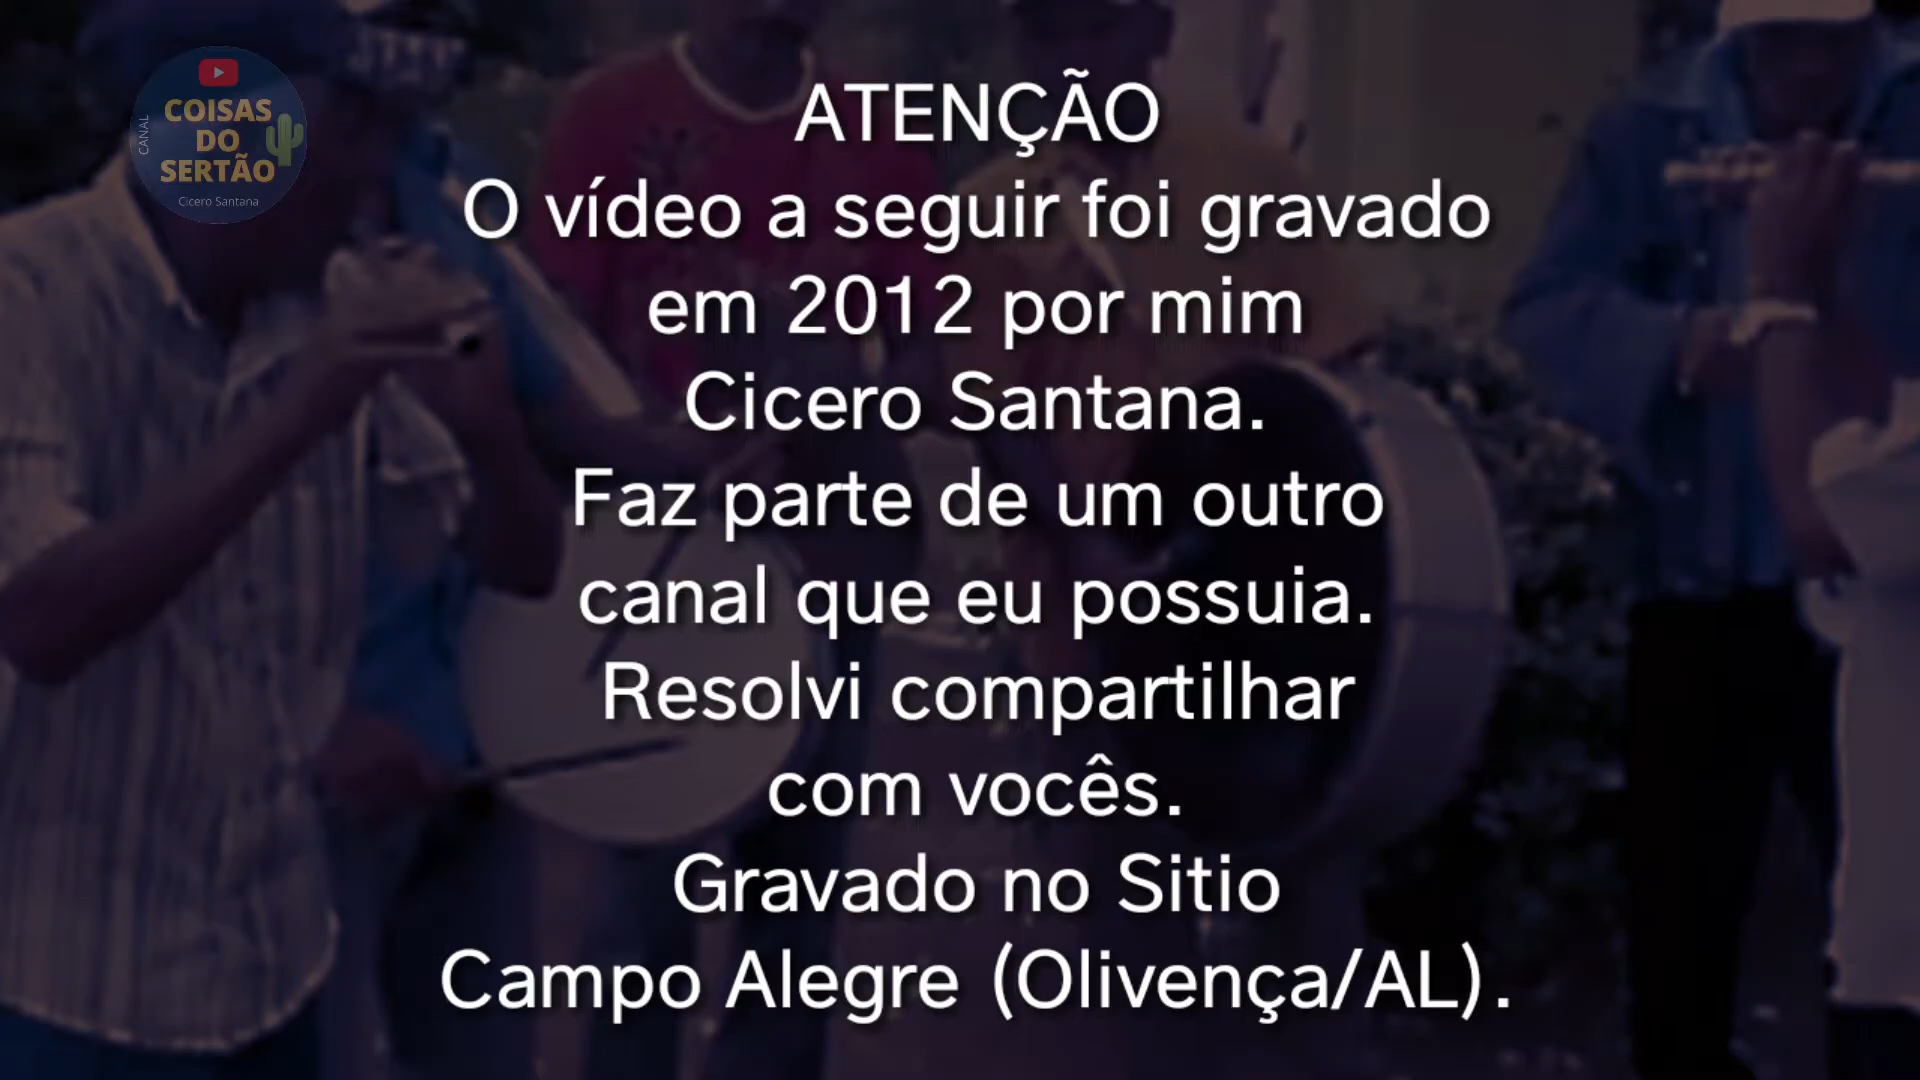 CANAL
COISAS
DO
SERTÃO
Cicero Santana
ATENÇÃO
O vídeo a seguir foi gravado
em 2012 por mim
Cicero Santana.
Faz parte de um outro
canal que eu possuia.
Resolvi compartilhar
com vocês.
Gravado no Sitio
Campo Alegre (Olivença/AL).